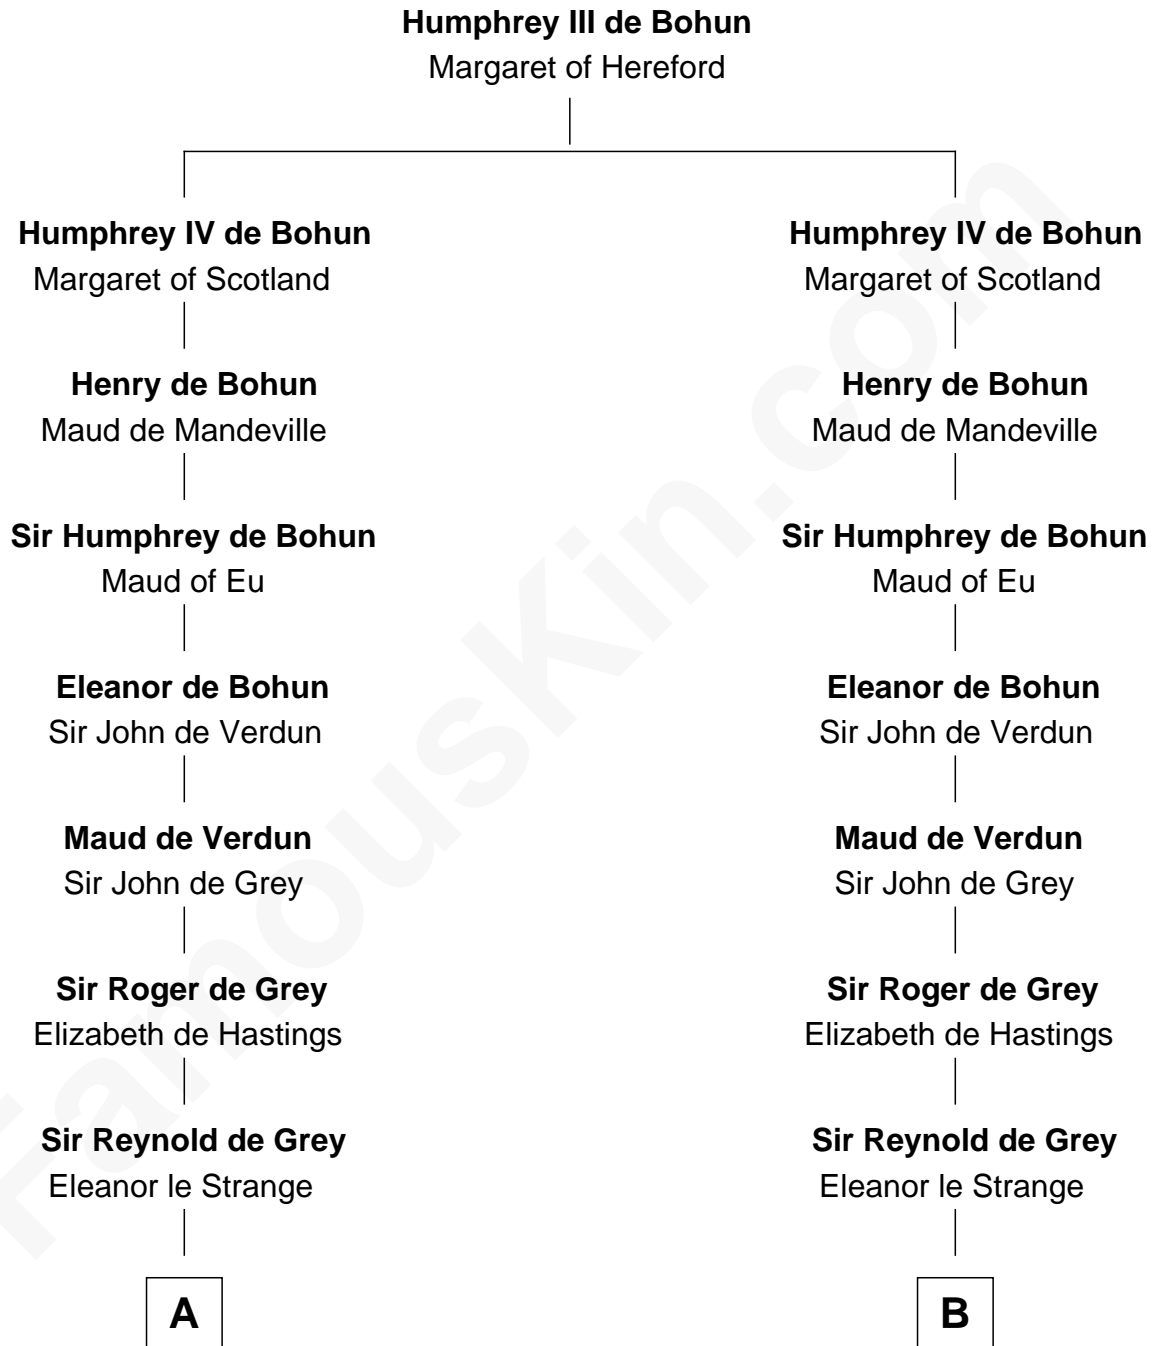 Humphrey III de Bohun
Margaret of Hereford
Humphrey IV de Bohun
Margaret of Scotland
Humphrey IV de Bohun
Margaret of Scotland
Henry de Bohun
Maud de Mandeville
Henry de Bohun
Maud de Mandeville
Sir Humphrey de Bohun
Maud of Eu
Sir Humphrey de Bohun
Maud of Eu
Eleanor de Bohun
Sir John de Verdun
Eleanor de Bohun
Sir John de Verdun
Maud de Verdun
Sir John de Grey
Maud de Verdun
Sir John de Grey
Sir Roger de Grey
Elizabeth de Hastings
Sir Roger de Grey
Elizabeth de Hastings
Sir Reynold de Grey
Eleanor le Strange
Sir Reynold de Grey
Eleanor le Strange
A
B
FamousKin.com